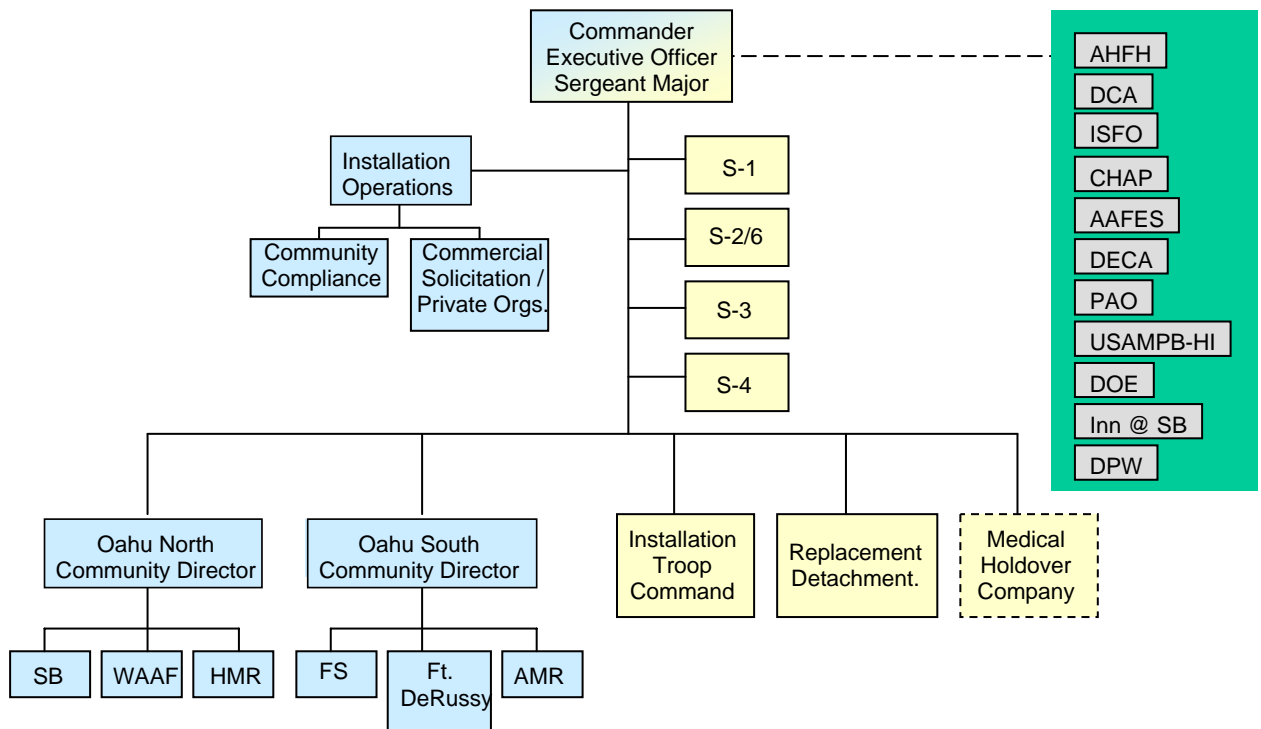 Commander
Executive Officer
Sergeant Major
AHFH
DCA
ISFO
CHAP
AAFES
DECA
PAO
USAMPB-HI
DOE
Inn @ SB
DPW
Installation
Operations
Community
Compliance
Commercial
Solicitation /
Private Orgs.
S-1
S-2/6
S-3
S-4
Oahu North
Community Director
Oahu South
Community Director
Installation
Troop
Command
Replacement
Detachment.
Medical
Holdover
Company
SB
WAAF
HMR
FS
Ft.
DeRussy
AMR